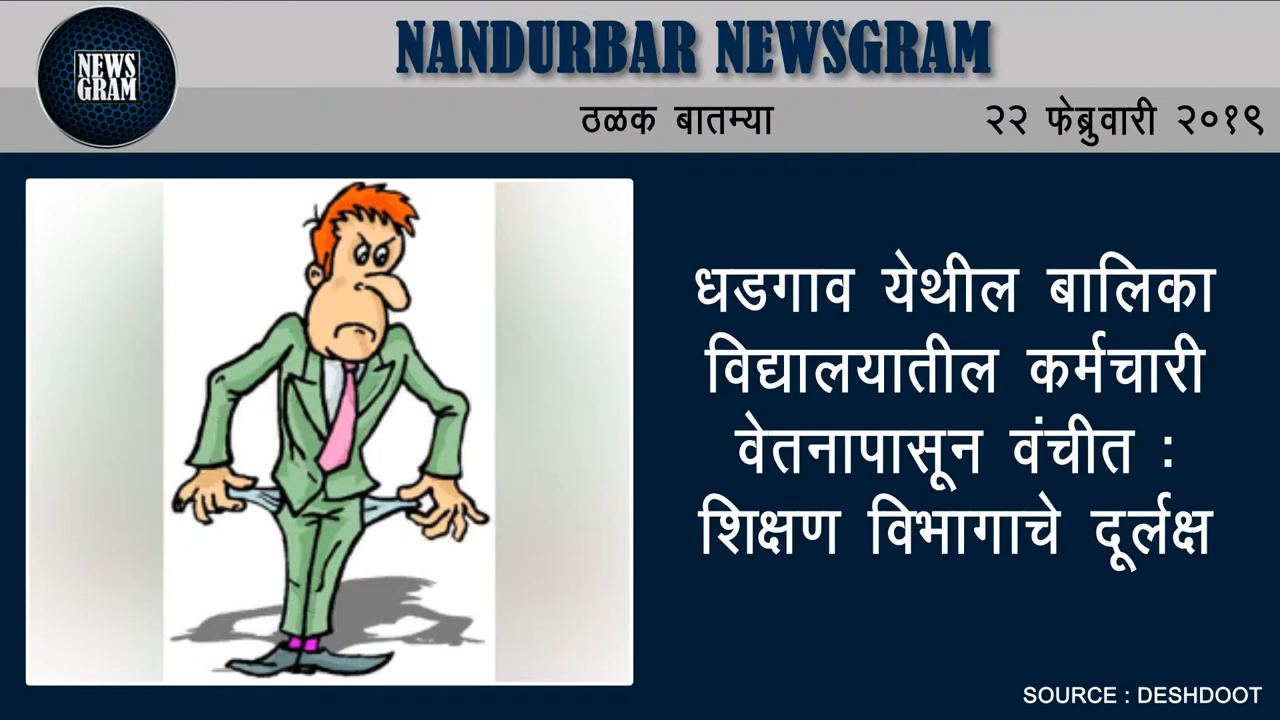 NEWS
GRAM
NANDURBAR NEWSGRAM
ठळक बातम्या
२२ फेब्रुवारी २०१९
धडगाव येथील बालिका
विद्यालयातील कर्मचारी
वेतनापासून वंचीत :
शिक्षण विभागाचे दूर्लक्ष
SOURCE : DESHDOOT